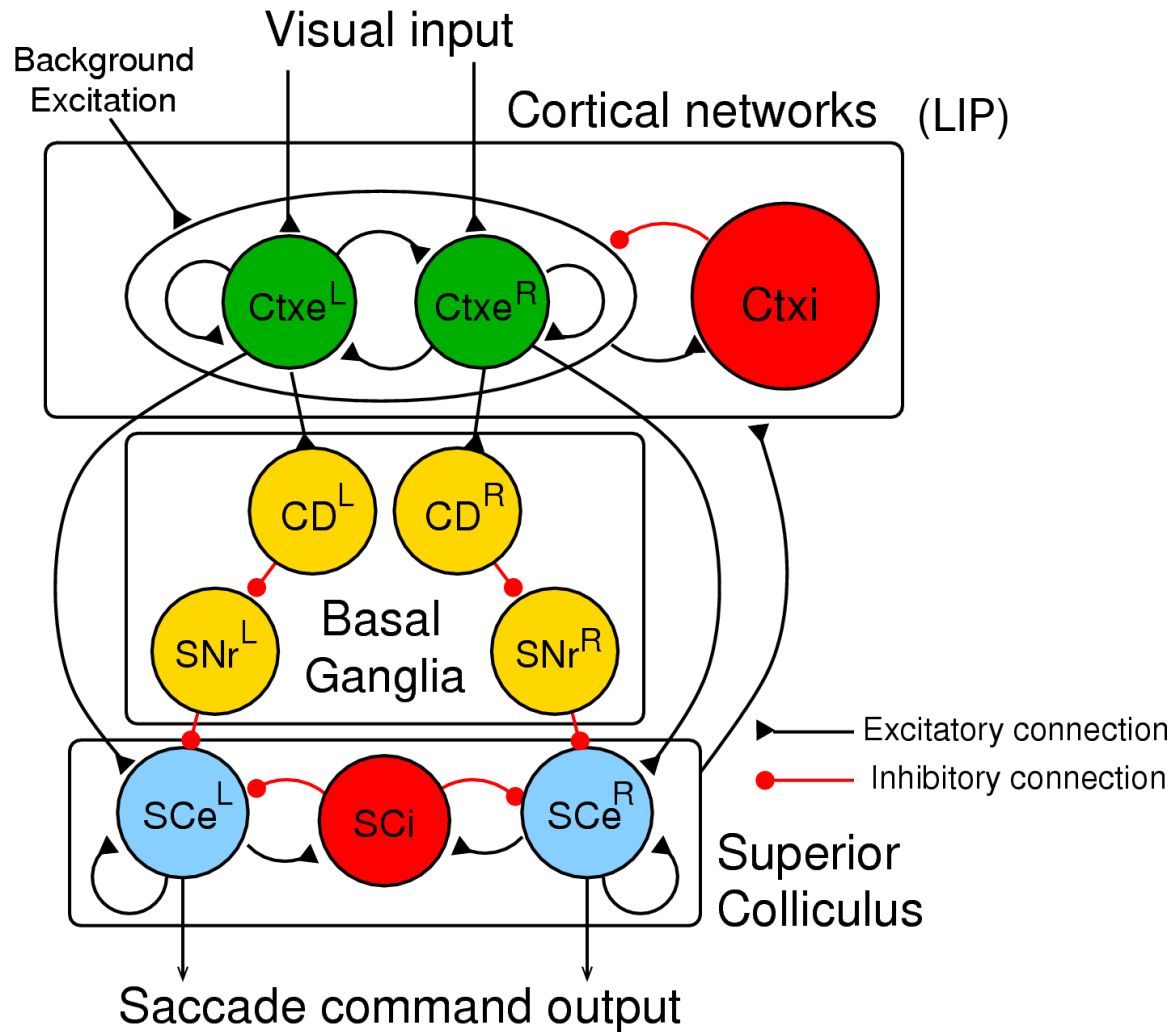 Visual input
Background
Excitation
Cortical networks (LIP)
Ctxe^L
Ctxe^R
Ctxi
CD^L
CD^R
SNr^L
Basal
Ganglia
SNr^R
Excitatory connection
Inhibitory connection
SCe^L
SCi
SCe^R
Superior
Colliculus
Saccade command output